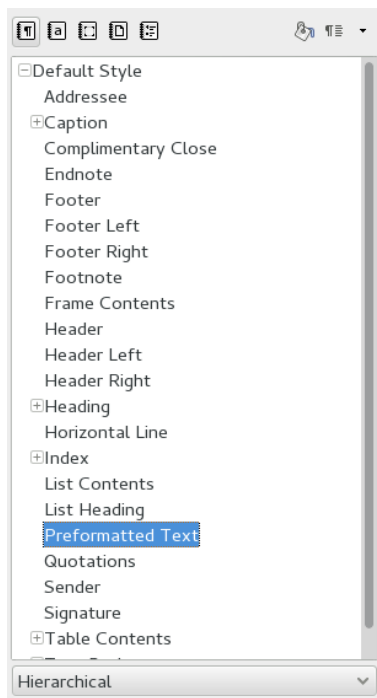 Default Style
Addressee
Caption
Complimentary Close
Endnote
Footer
Footer Left
Footer Right
Footnote
Frame Contents
Header
Header Left
Header Right
Heading
Horizontal Line
Index
List Contents
List Heading
Preformatted Text
Quotations
Sender
Signature
Table Contents
Hierarchical